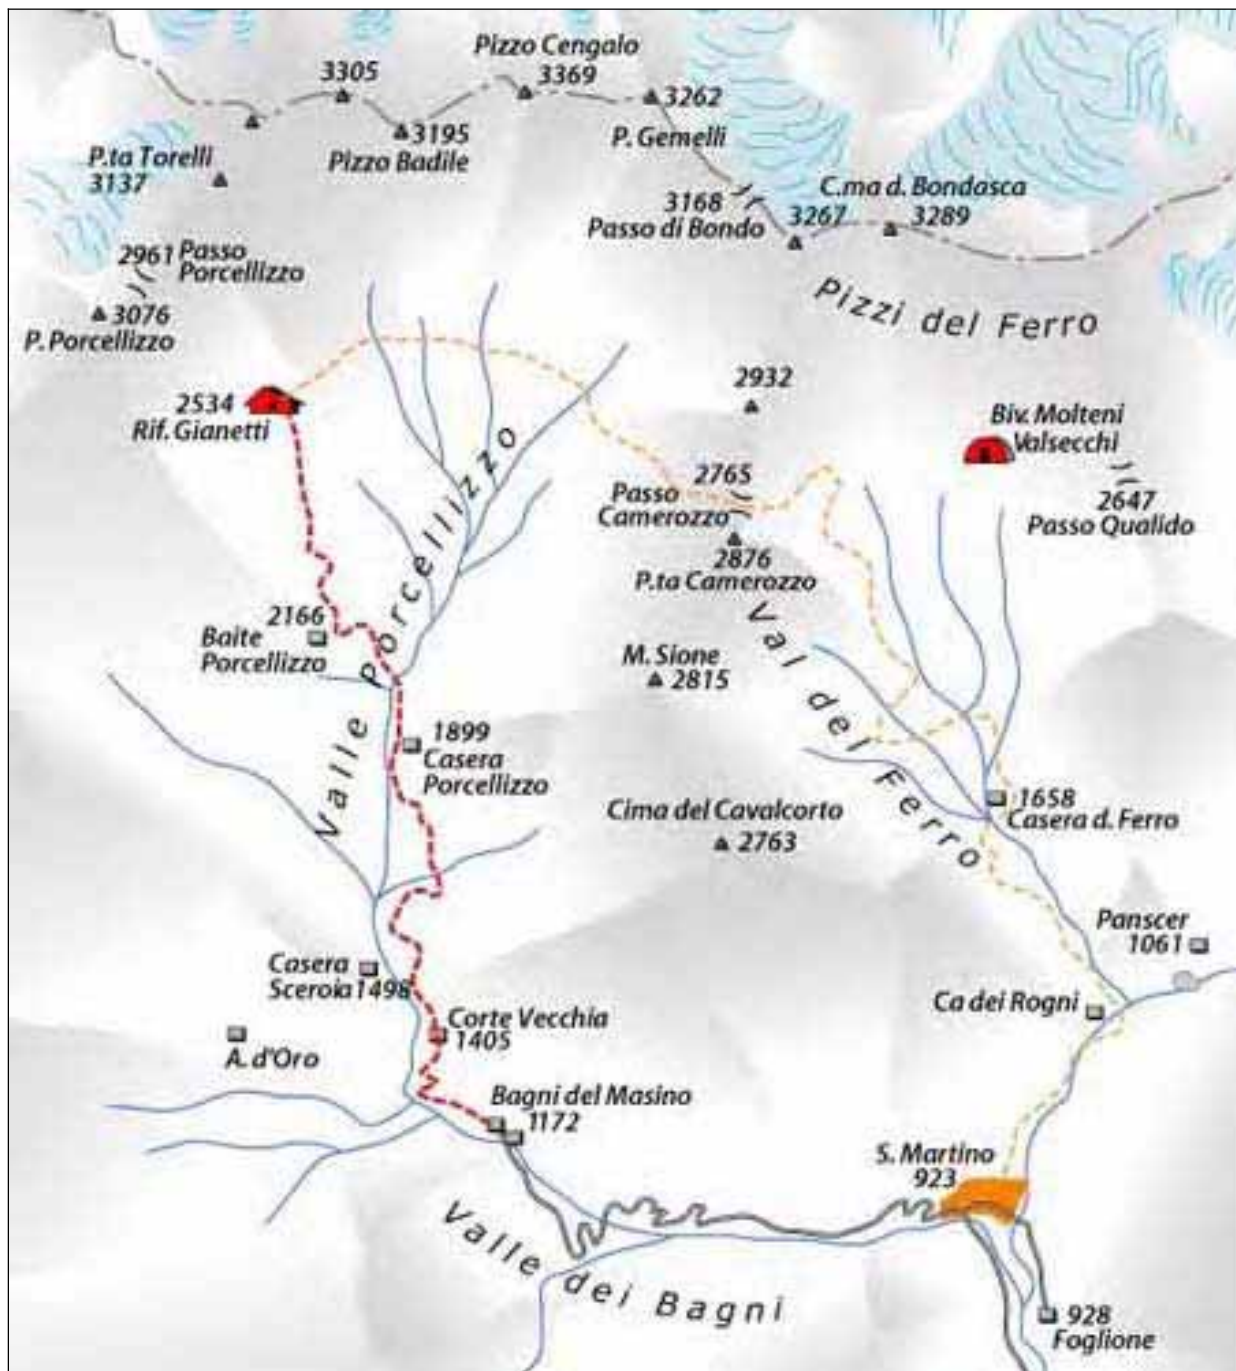 Pizzo Cengalo
3369
3305
3262
3195
Pizzo Badile
P. Gemelli
P.ta Torelli
3137
C.ma d. Bondasca
3168
3267
3289
Passo di Bondo
2961 Passo
Porcellizzo
3076
P. Porcellizzo
Pizzi del Ferro
2932
2534
Rif. Gianetti
Biv. Molteni
Valsecchi
2765
Passo
Camerozzo
2647
Passo Qualido
2876
P.ta Camerozzo
Valle Porcellizzo
2166
Baite
Porcellizzo
M. Sione
2815
Val del Ferro
1899
Casera
Porcellizzo
1658
Casera d. Ferro
Cima del Cavalcorto
2763
Panscer
1061
Casera
Sceroia 1498
Ca dei Rogni
Corte Vecchia
1405
A. d'Oro
Bagni del Masino
1172
S. Martino
923
Valle dei Bagni
928
Foglione